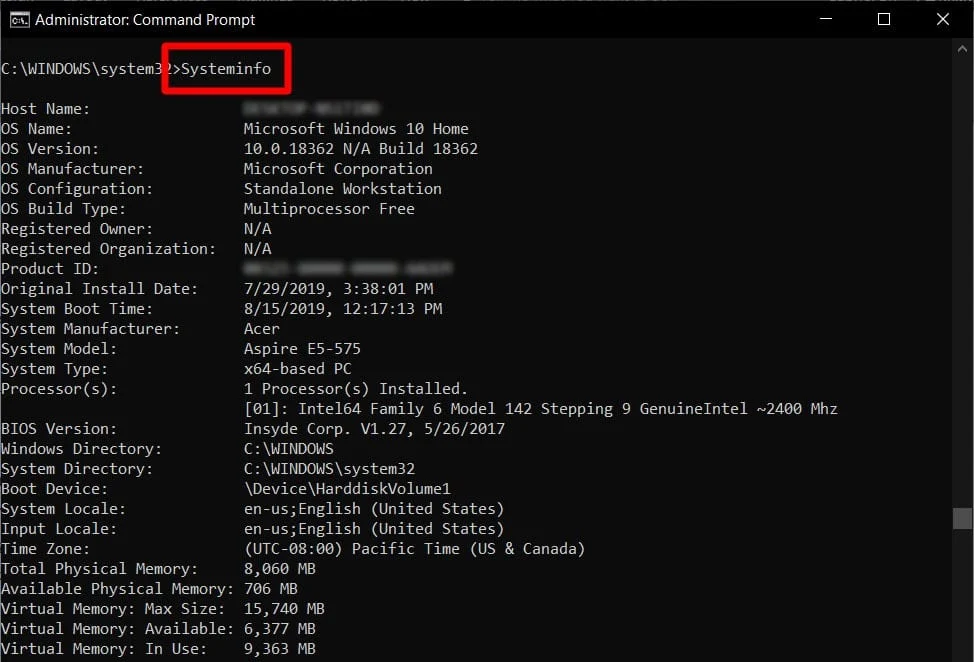 Administrator: Command Prompt
C:\WINDOWS\system32>Systeminfo
Host Name:
OS Name: Microsoft Windows 10 Home
OS Version: 10.0.18362 N/A Build 18362
OS Manufacturer: Microsoft Corporation
OS Configuration: Standalone Workstation
OS Build Type: Multiprocessor Free
Registered Owner: N/A
Registered Organization: N/A
Product ID:
Original Install Date: 7/29/2019, 3:38:01 PM
System Boot Time: 8/15/2019, 12:17:13 PM
System Manufacturer: Acer
System Model: Aspire E5-575
System Type: x64-based PC
Processor(s): 1 Processor(s) Installed.
[01]: Intel64 Family 6 Model 142 Stepping 9 GenuineIntel ~2400 Mhz
BIOS Version: Insyde Corp. V1.27, 5/26/2017
Windows Directory: C:\WINDOWS
System Directory: C:\WINDOWS\system32
Boot Device: \Device\HarddiskVolume1
System Locale: en-us;English (United States)
Input Locale: en-us;English (United States)
Time Zone: (UTC-08:00) Pacific Time (US & Canada)
Total Physical Memory: 8,060 MB
Available Physical Memory: 706 MB
Virtual Memory: Max Size: 15,740 MB
Virtual Memory: Available: 6,377 MB
Virtual Memory: In Use: 9,363 MB